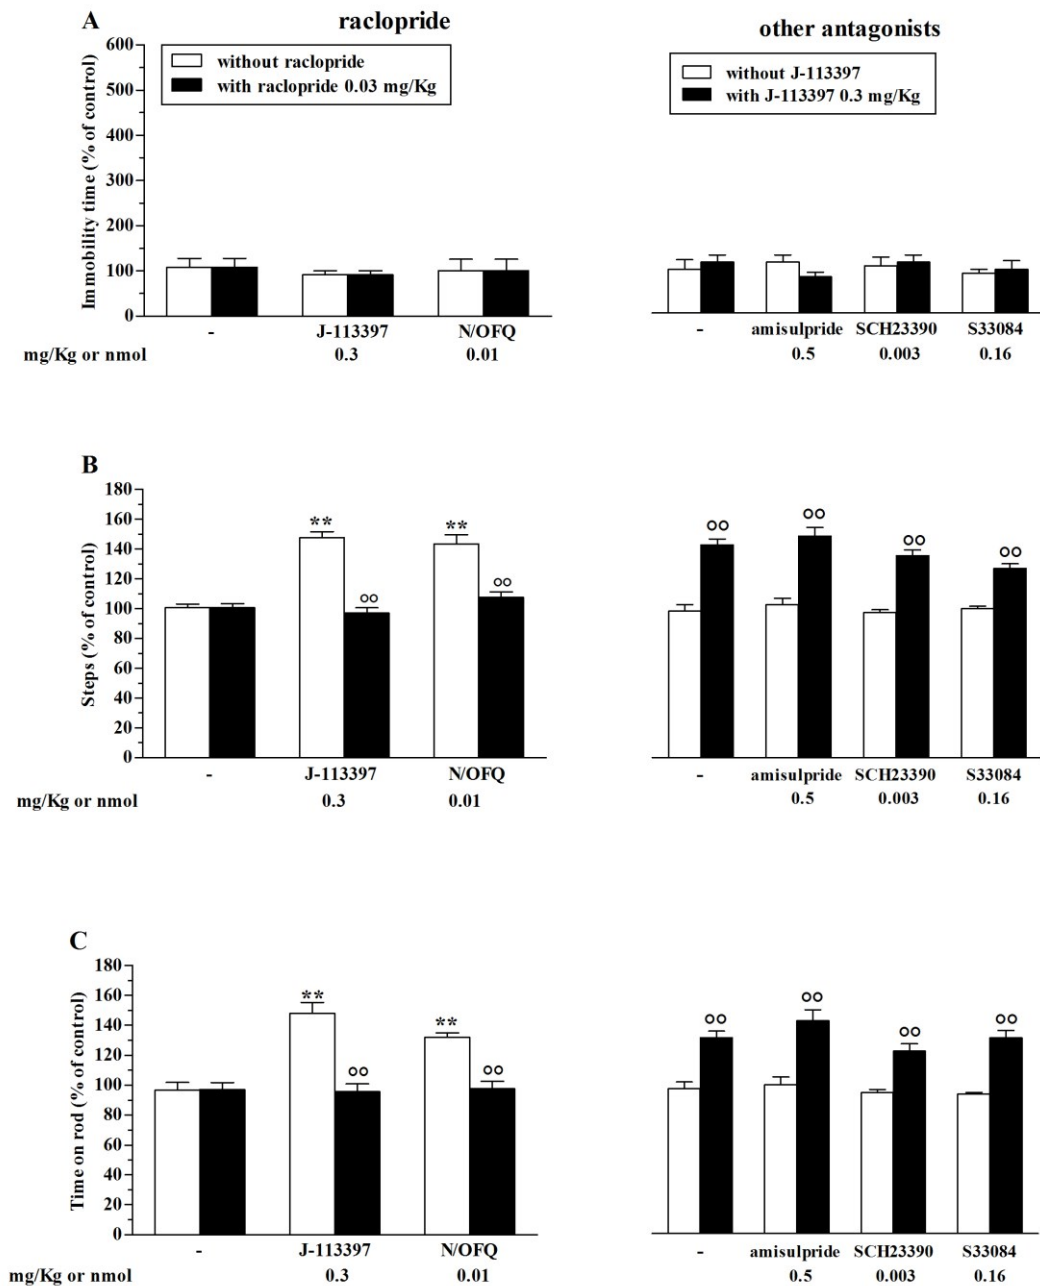 A
raclopride
other antagonists
without raclopride
with raclopride 0.03 mg/Kg
without J-113397
with J-113397 0.3 mg/Kg
Immobility time (% of control)
600
500
400
300
200
100
0
- J-113397 N/OFQ
mg/Kg or nmol 0.3 0.01
- amisulpride SCH23390 S33084
0.5 0.003 0.16
B
Steps (% of control)
180
160
140
120
100
80
60
40
20
0
** **
oo oo
oo oo oo oo
- J-113397 N/OFQ
mg/Kg or nmol 0.3 0.01
- amisulpride SCH23390 S33084
0.5 0.003 0.16
C
Time on rod (% of control)
180
160
140
120
100
80
60
40
20
0
** **
oo oo
oo oo oo oo
- J-113397 N/OFQ
mg/Kg or nmol 0.3 0.01
- amisulpride SCH23390 S33084
0.5 0.003 0.16